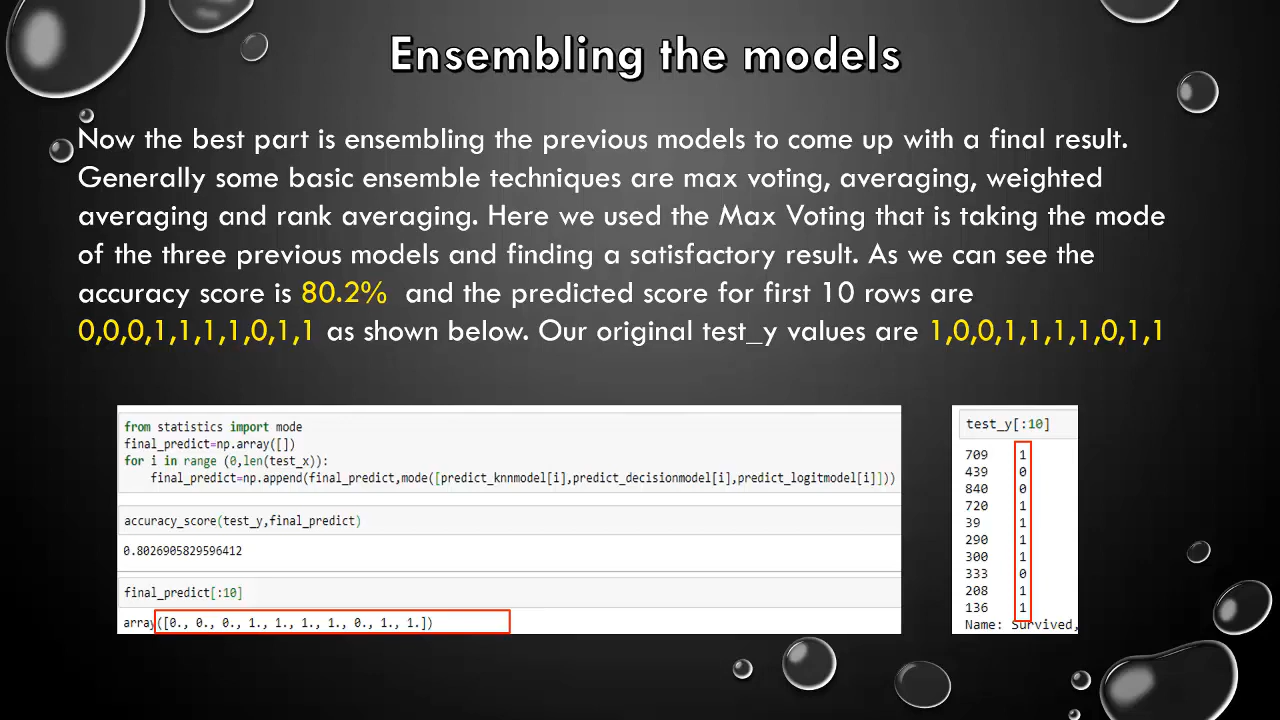 Ensembling the models
Now the best part is ensembling the previous models to come up with a final result.
Generally some basic ensemble techniques are max voting, averaging, weighted
averaging and rank averaging. Here we used the Max Voting that is taking the mode
of the three previous models and finding a satisfactory result. As we can see the
accuracy score is 80.2% and the predicted score for first 10 rows are
0,0,0,1,1,1,1,0,1,1 as shown below. Our original test_y values are 1,0,0,1,1,1,1,0,1,1
from statistics import mode
final_predict=np.array([])
for i in range (0,len(test_x)):
    final_predict=np.append(final_predict,mode([predict_knnmodel[i],predict_decisionmodel[i],predict_logitmodel[i]]))
accuracy_score(test_y,final_predict)
0.8026905829596412
final_predict[:10]
array([0., 0., 0., 1., 1., 1., 1., 0., 1., 1.])
test_y[:10]
709 1
439 0
840 0
720 1
39 1
290 1
300 1
333 0
208 1
136 1
Name: Survived,